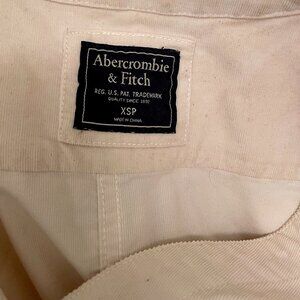 Abercrombie
& Fitch
REG. U.S. PAT. TRADEMARK
QUALITY SINCE 1892
XSP
MADE IN CHINA